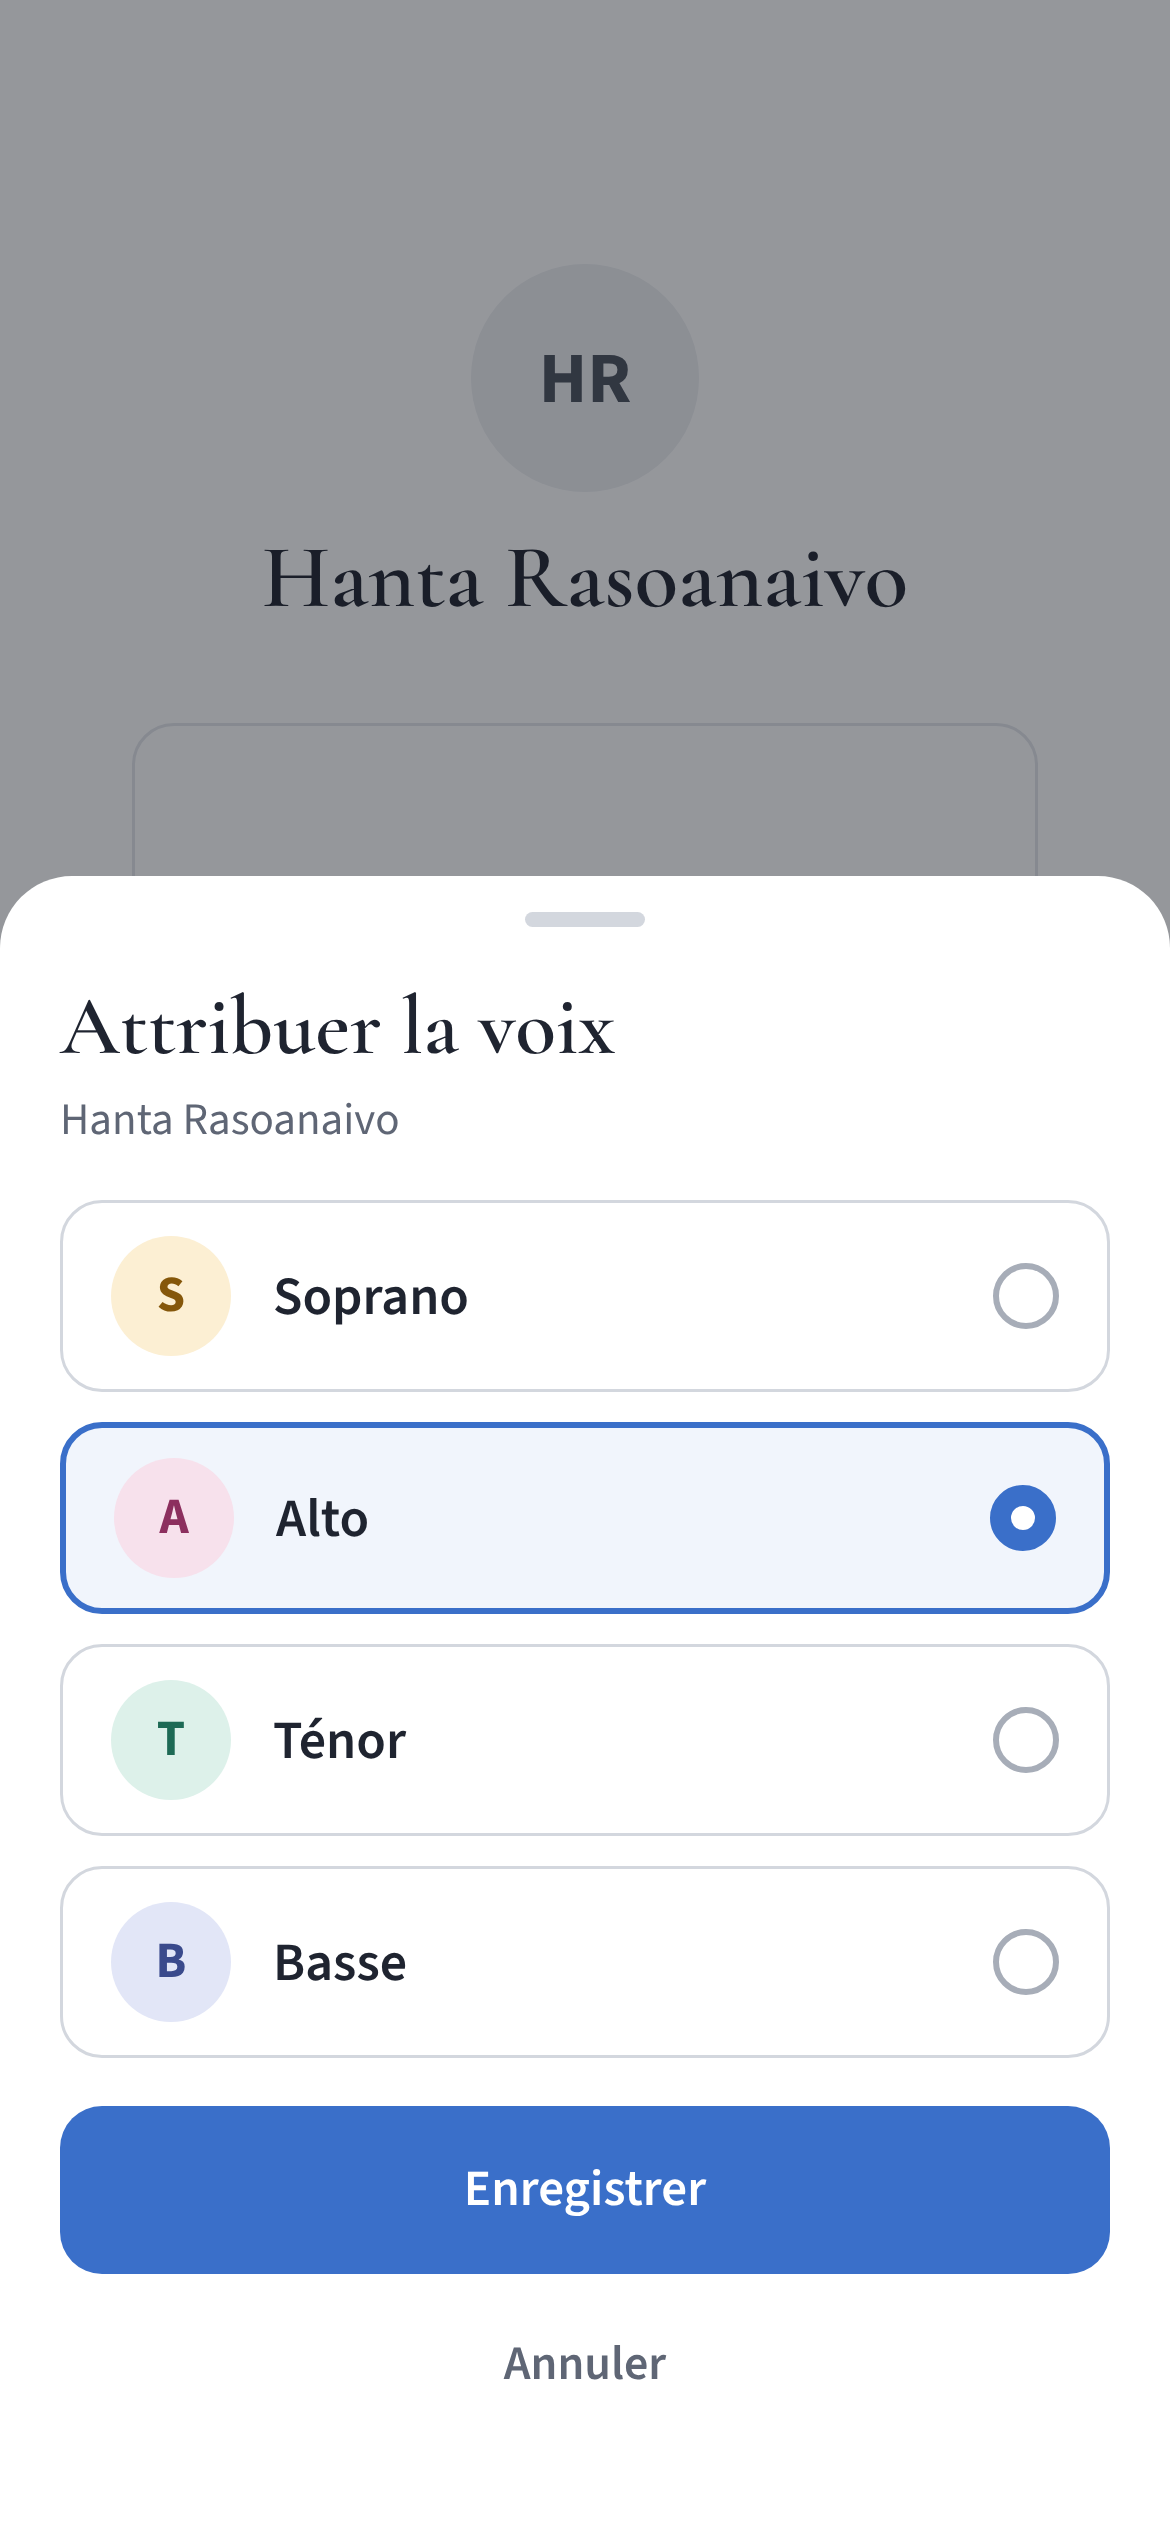 HR
Hanta Rasoanaivo
Attribuer la voix
Hanta Rasoanaivo
S Soprano
A Alto
T Ténor
B Basse
Enregistrer
Annuler